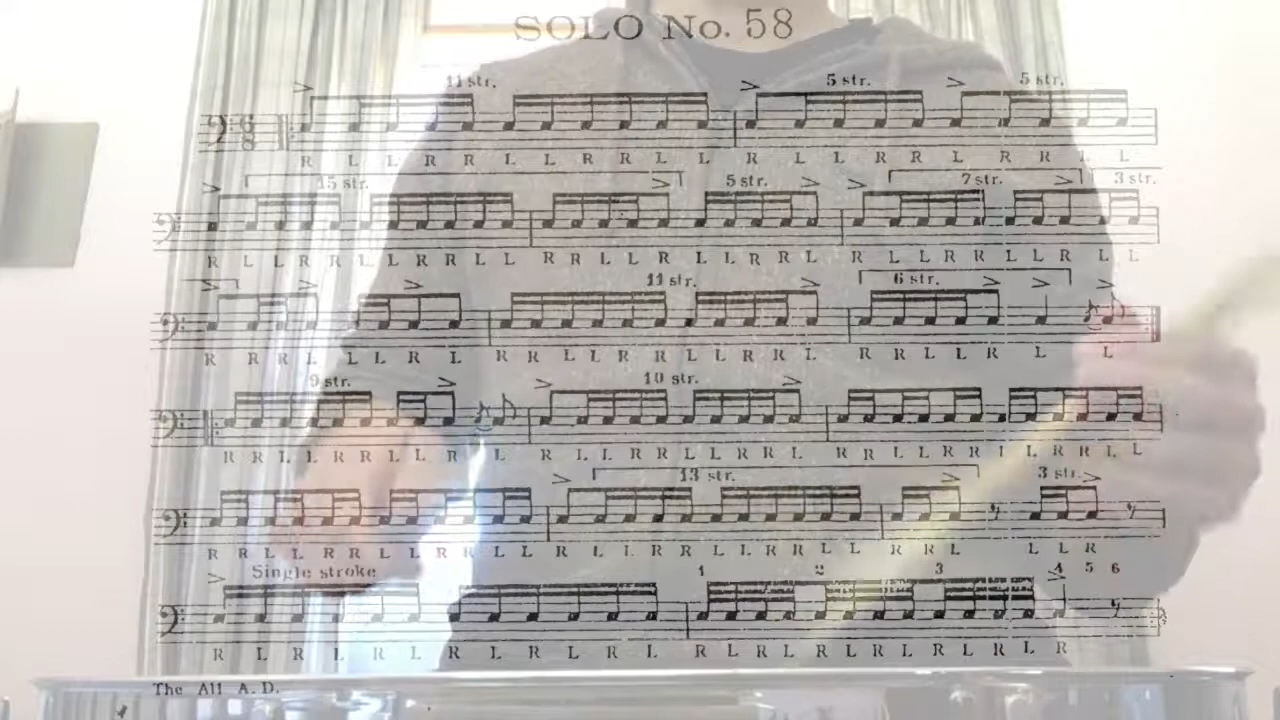 SOLO No. 58
11 str. 5 str. 5 str.
6
8
R L L R R L L R R L L R L L R R L R R L L
15 str. 5 str. 7 str. 3 str.
R L L R R L L R R L L R R L L R L L R R L R L L R R L L R L L
11 str. 6 str.
R R R L L L R L R R L L R R L L R R L R R L L R L L
9 str. 10 str.
R R L L R R L L R L R L L R R L L R R L R R L L R R L L R R L L
13 str. 3 str.
R R L L R R L L R R L L R L L R R L L R R L L R R L L L R
Single stroke 1 2 3 4 5 6
R L R L R L R L R L R L R L R L R L R L R L R L R
The All A. D.